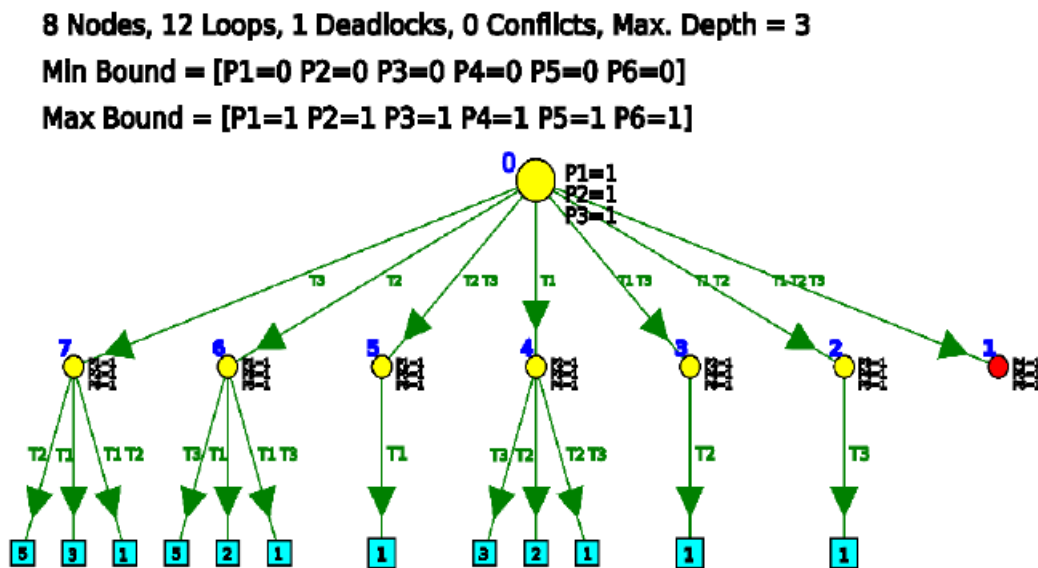 8 Nodes, 12 Loops, 1 Deadlocks, 0 Conflicts, Max. Depth = 3
Min Bound = [P1=0 P2=0 P3=0 P4=0 P5=0 P6=0]
Max Bound = [P1=1 P2=1 P3=1 P4=1 P5=1 P6=1]
0 P1=1
P2=1
P3=1
T3 T2 T2 T3 T1 T1 T3 T1 T2 T1 T2 T3
7 6 5 4 3 2 1
T2 T1 T1 T2 T3 T1 T1 T3 T1 T3 T2 T2 T3 T2 T3
5 3 1 5 2 1 1 3 2 1 1 1